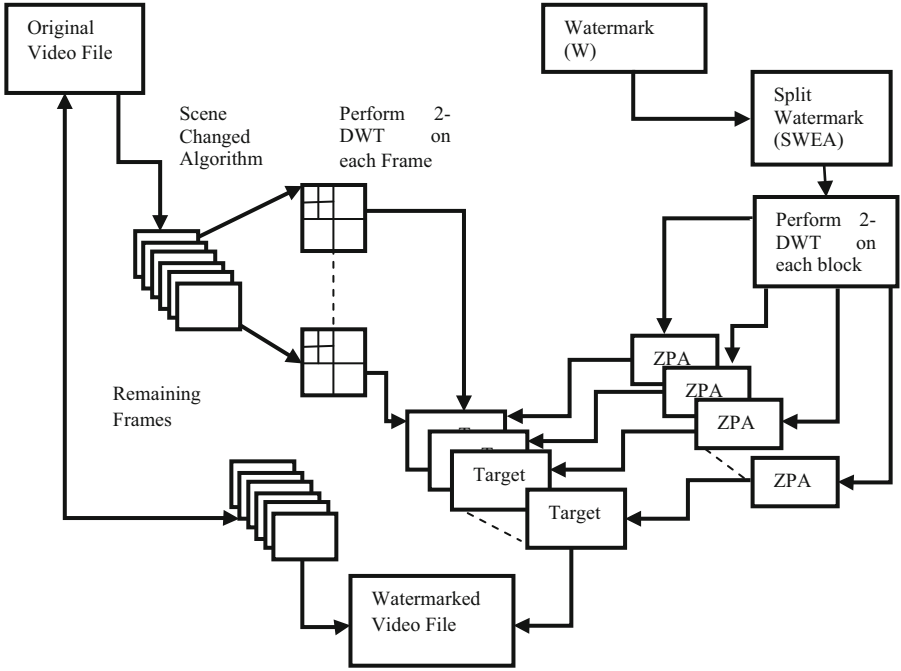 Original
Video File
Watermark
(W)
Scene
Changed
Algorithm
Perform 2-
DWT on
each Frame
Split
Watermark
(SWEA)
Perform 2-
DWT on
each block
ZPA
ZPA
ZPA
ZPA
Remaining
Frames
Target
Target
Watermarked
Video File